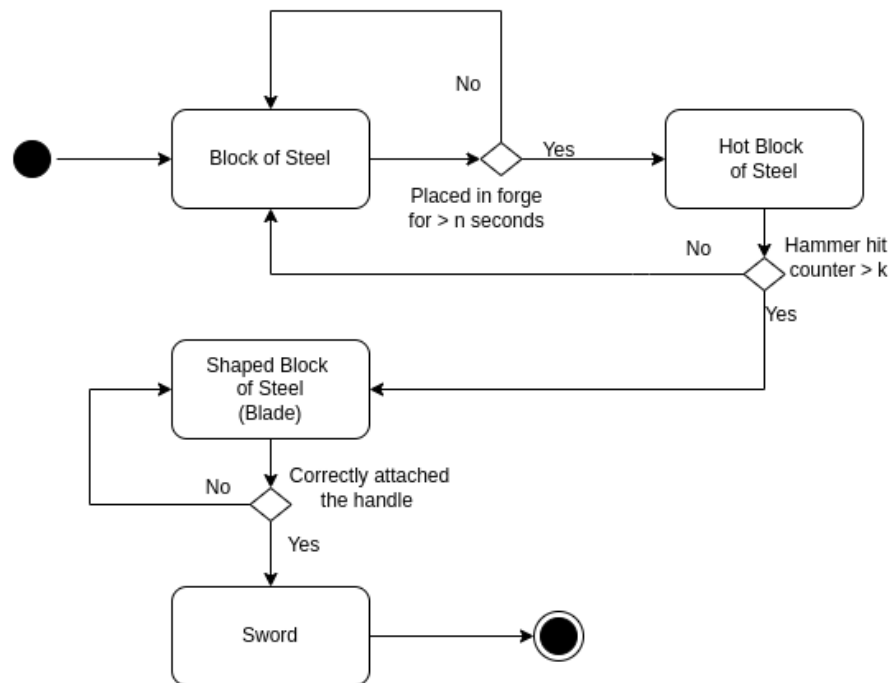 No
Block of Steel
Yes
Hot Block
of Steel
Placed in forge
for > n seconds
No
Hammer hit
counter > k
Yes
Shaped Block
of Steel
(Blade)
No
Correctly attached
the handle
Yes
Sword